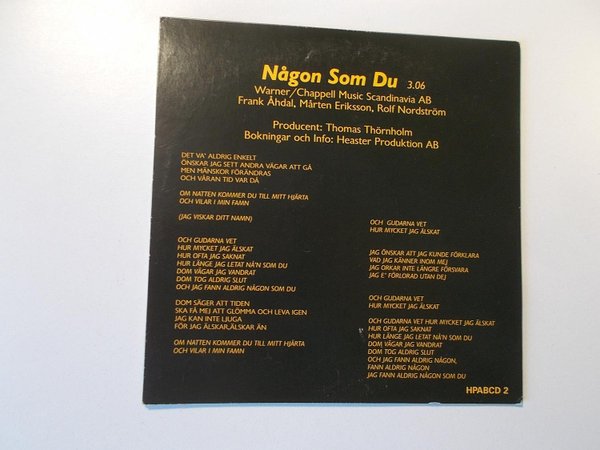 Någon Som Du 3.06
Warner/Chappell Music Scandinavia AB
Frank Åhdal, Mårten Eriksson, Rolf Nordström
Producent: Thomas Thörnholm
Bokningar och Info: Heaster Produktion AB
DET VA' ALDRIG ENKELT
ÖNSKAR JAG SETT ANDRA VÄGAR ATT GÅ
MEN MÄNSKOR FÖRÄNDRAS
OCH VÅRAN TID VAR DÅ
OM NATTEN KOMMER DU TILL MITT HJÄRTA
OCH VILAR I MIN FAMN
(JAG VISKAR DITT NAMN)
OCH GUDARNA VET
HUR MYCKET JAG ÄLSKAT
HUR OFTA JAG SAKNAT
HUR LÄNGE JAG LETAT NÅ'N SOM DU
DOM VÄGAR JAG VANDRAT
DOM TOG ALDRIG SLUT
OCH JAG FANN ALDRIG NÅGON SOM DU
DOM SÄGER ATT TIDEN
SKA FÅ MEJ ATT GLÖMMA OCH LEVA IGEN
JAG KAN INTE LJUGA
FÖR JAG ÄLSKAR,ÄLSKAR ÄN
OM NATTEN KOMMER DU TILL MITT HJÄRTA
OCH VILAR I MIN FAMN
OCH GUDARNA VET
HUR MYCKET JAG ÄLSKAT
JAG ÖNSKAR ATT JAG KUNDE FÖRKLARA
VAD JAG KÄNNER INOM MEJ
JAG ORKAR INTE LÄNGRE FÖRSVARA
JAG E' FÖRLORAD UTAN DEJ
OCH GUDARNA VET
HUR MYCKET JAG ÄLSKAT
OCH GUDARNA VET HUR MYCKET JAG ÄLSKAT
HUR OFTA JAG SAKNAT
HUR LÄNGE JAG LETAT NÅ'N SOM DU
DOM VÄGAR JAG VANDRAT
DOM TOG ALDRIG SLUT
OCH JAG FANN ALDRIG NÅGON,
FANN ALDRIG NÅGON
JAG FANN ALDRIG NÅGON SOM DU
HPABCD 2